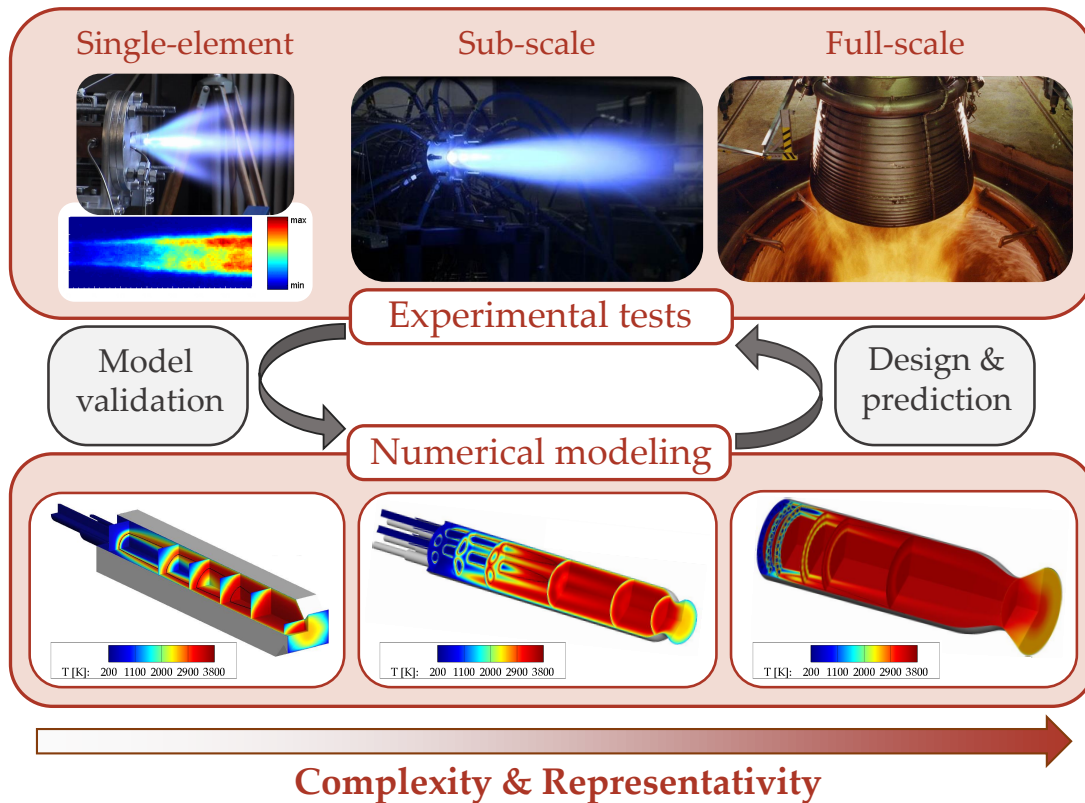 Single-element
Sub-scale
Full-scale
max
min
Experimental tests
Model
validation
Design &
prediction
Numerical modeling
T [K]: 200 1100 2000 2900 3800
T [K]: 200 1100 2000 2900 3800
T [K]: 200 1100 2000 2900 3800
Complexity & Representativity